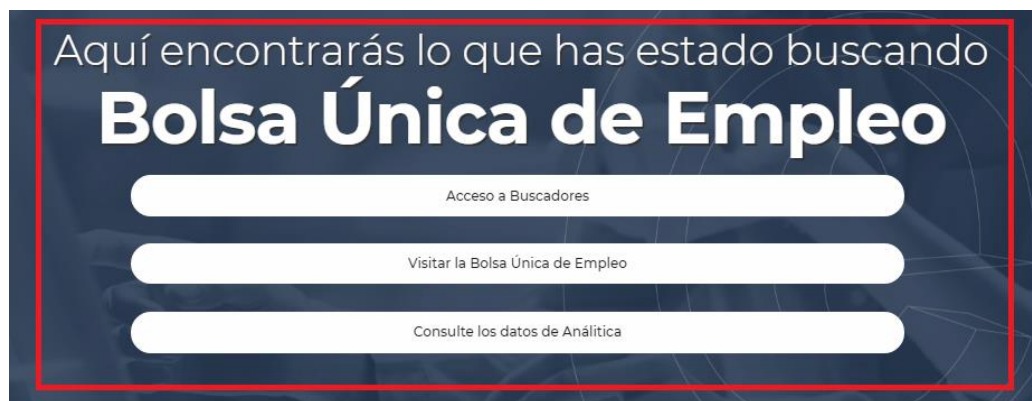 Aquí encontrarás lo que has estado buscando
Bolsa Única de Empleo
Acceso a Buscadores
Visitar la Bolsa Única de Empleo
Consulte los datos de Análitica